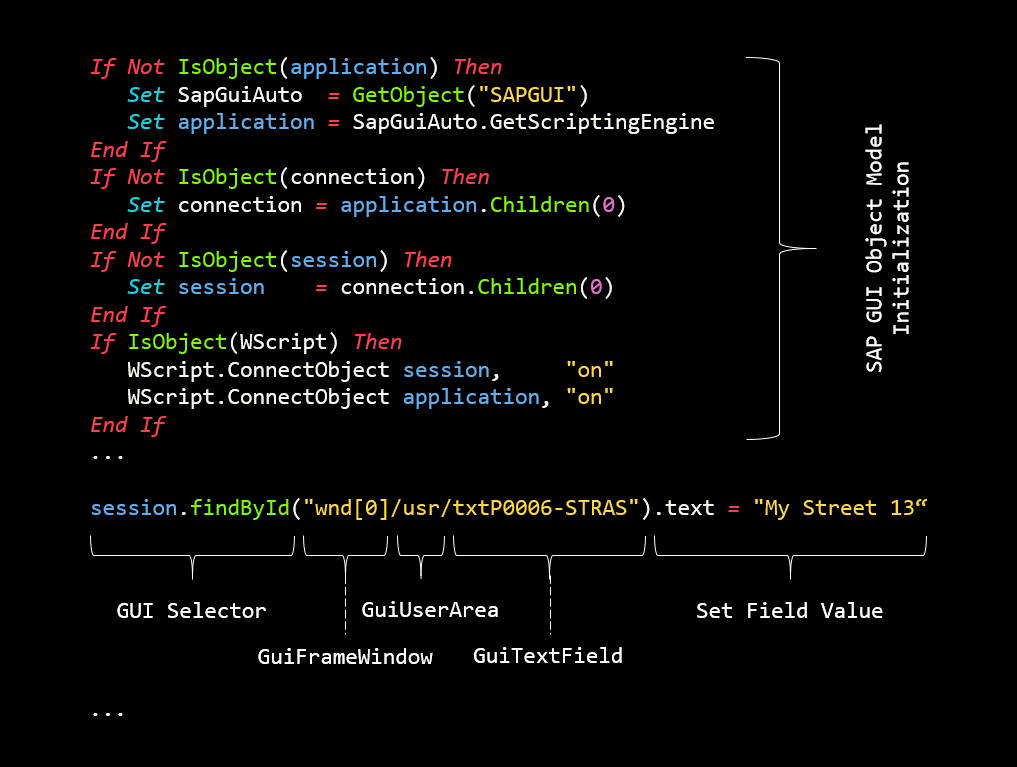 If Not IsObject(application) Then
Set SapGuiAuto  = GetObject("SAPGUI")
Set application = SapGuiAuto.GetScriptingEngine
End If
If Not IsObject(connection) Then
Set connection = application.Children(0)
End If
If Not IsObject(session) Then
Set session    = connection.Children(0)
End If
If IsObject(WScript) Then
WScript.ConnectObject session,     "on"
WScript.ConnectObject application, "on"
End If
...
SAP GUI Object Model
Initialization
session.findById("wnd[0]/usr/txtP0006-STRAS").text = "My Street 13“
GUI Selector
GuiUserArea
Set Field Value
GuiFrameWindow
GuiTextField
...